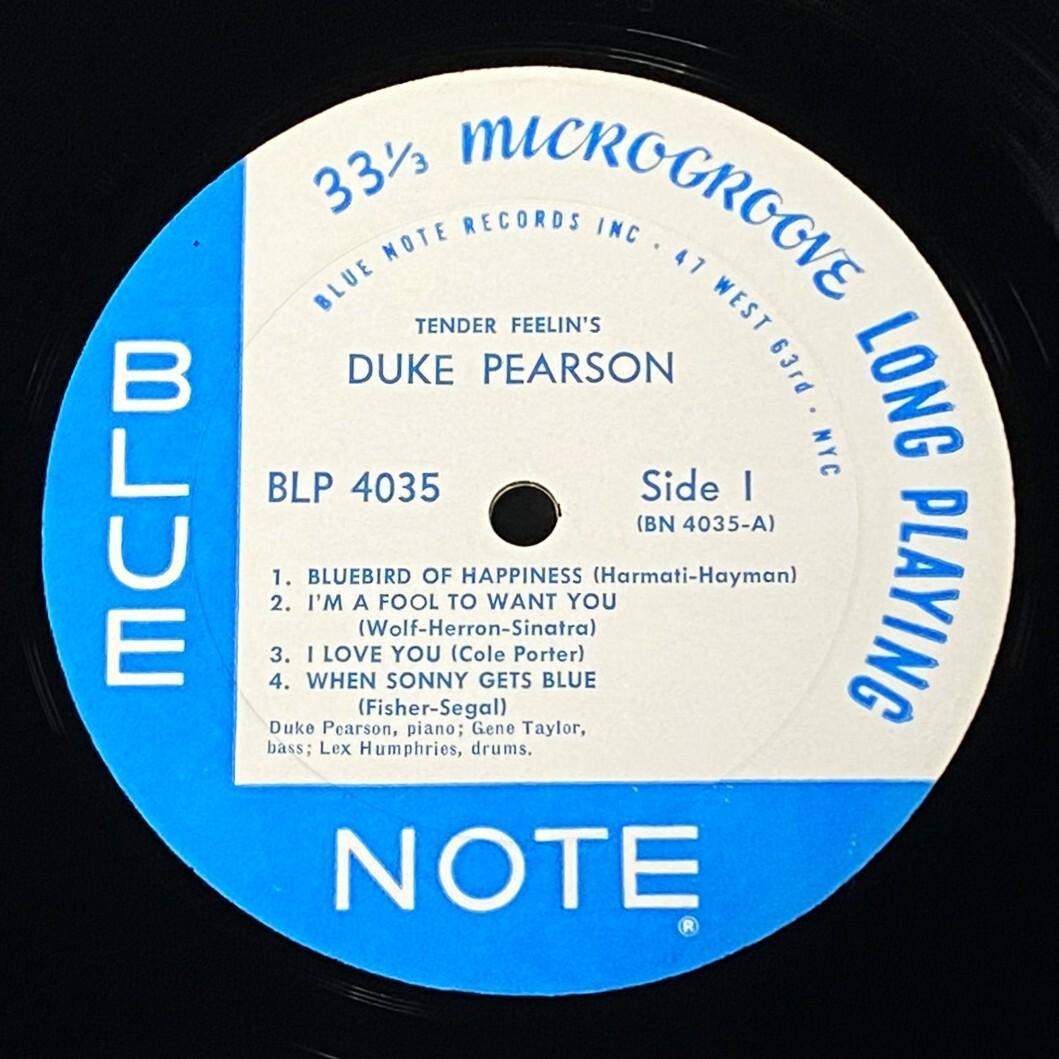 33⅓ MICROGROOVE LONG PLAYING
BLUE NOTE RECORDS INC · 47 WEST 63rd · NYC
TENDER FEELIN'S
DUKE PEARSON
BLP 4035
Side 1
(BN 4035-A)
1. BLUEBIRD OF HAPPINESS (Harmati-Hayman)
2. I'M A FOOL TO WANT YOU
(Wolf-Herron-Sinatra)
3. I LOVE YOU (Cole Porter)
4. WHEN SONNY GETS BLUE
(Fisher-Segal)
Duke Pearson, piano; Gene Taylor,
bass; Lex Humphries, drums.
BLUE
NOTE
®